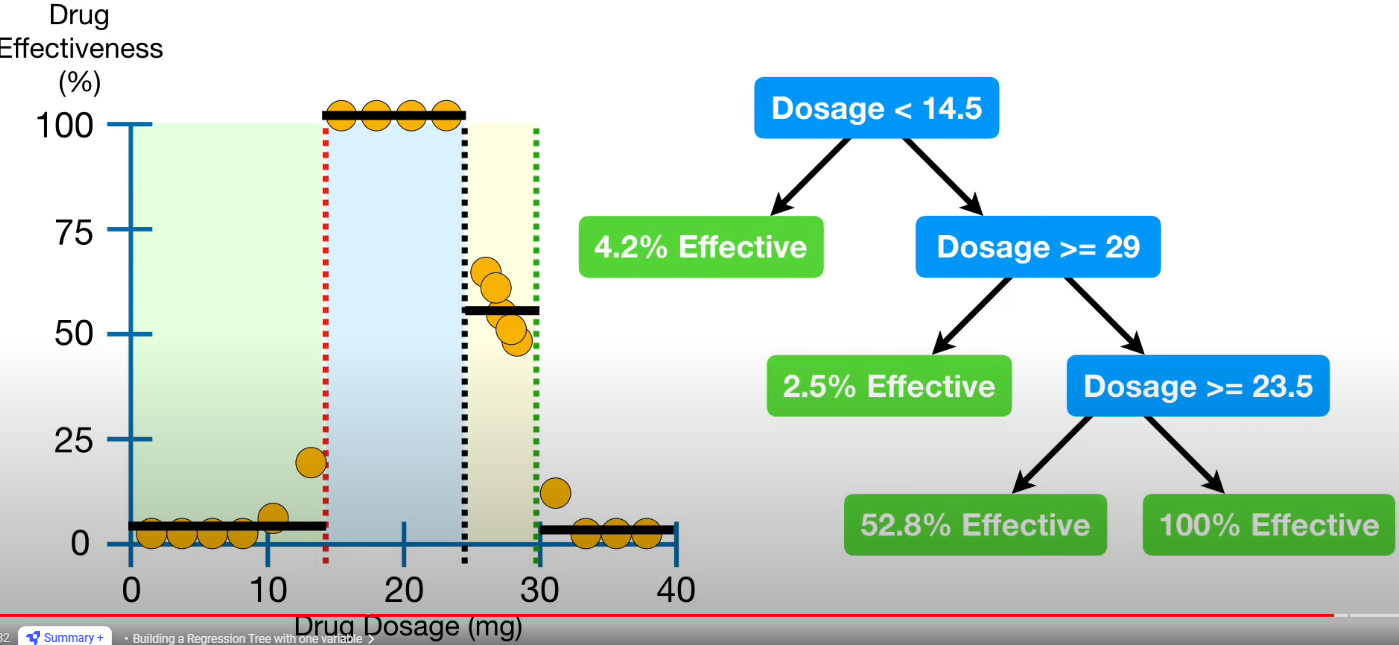 Drug
Effectiveness
(%)
100
75
50
25
0
0 10 20 30 40
Drug Dosage (mg)
Dosage < 14.5
4.2% Effective
Dosage >= 29
2.5% Effective
Dosage >= 23.5
52.8% Effective
100% Effective
32 Summary + • Building a Regression Tree with one variable >